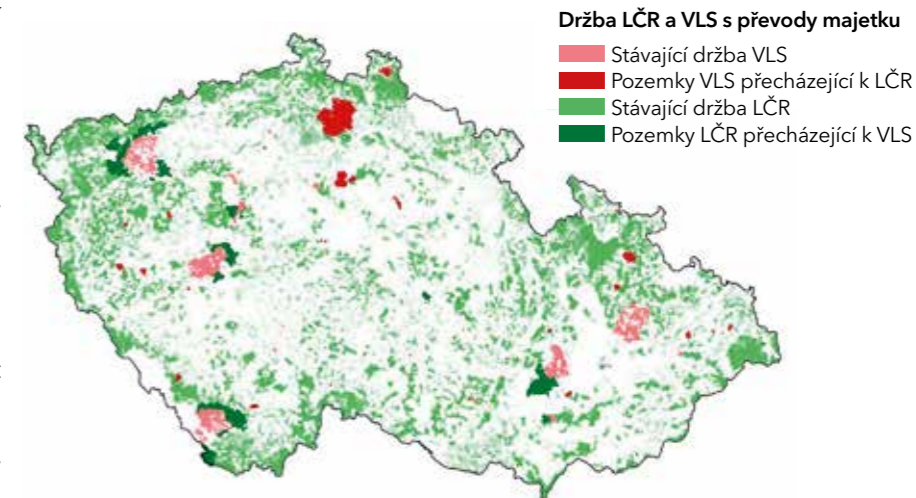 Držba LČR a VLS s převody majetku
Stávající držba VLS
Pozemky VLS přecházející k LČR
Stávající držba LČR
Pozemky LČR přecházející k VLS